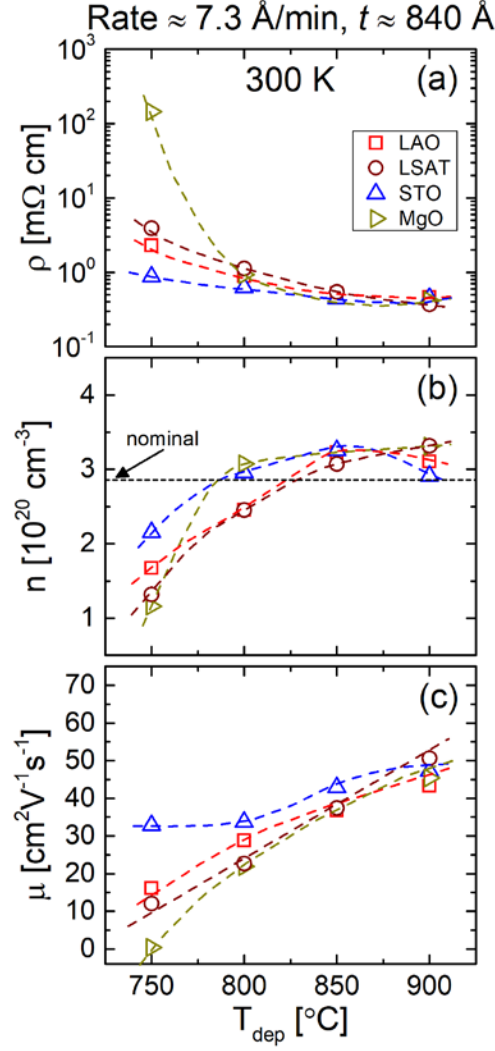 Rate ≈ 7.3 Å/min, t ≈ 840 Å
300 K
(a)
10³
10²
10¹
10⁰
10⁻¹
ρ [mΩ cm]
LAO
LSAT
STO
MgO
(b)
nominal
4
3
2
1
n [10²⁰ cm⁻³]
(c)
70
60
50
40
30
20
10
0
μ [cm²V⁻¹s⁻¹]
750 800 850 900
T_dep [°C]